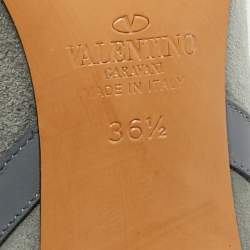 VALENTINO
GARAVANI
MADE IN ITALY
36½